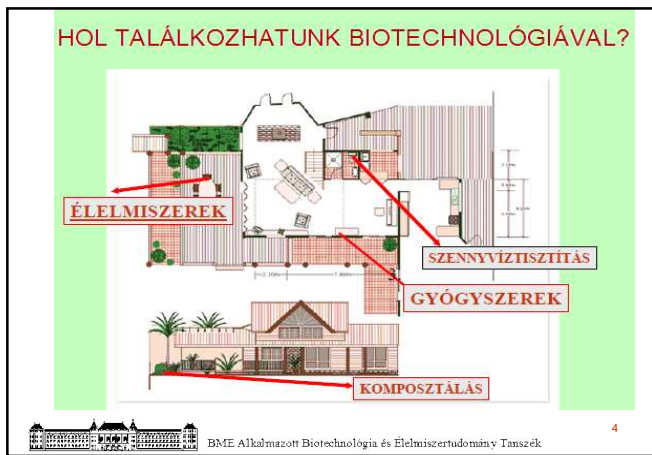 HOL TALÁLKOZHATUNK BIOTECHNOLÓGIÁVAL?
ÉLELMISZEREK
SZENNYVÍZTISZTÍTÁS
GYÓGYSZEREK
KOMPOSZTÁLÁS
4
BME Alkalmazott Biotechnológia és Élelmiszertudomány Tanszék